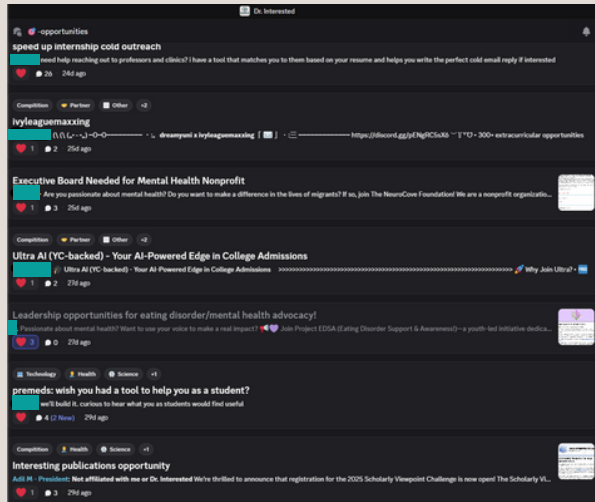 Dr. Interested
-opportunities
speed up internship cold outreach
need help reaching out to professors and clinics? i have a tool that matches you to them based on your resume and helps you write the perfect cold email reply if interested
26 24d ago
Comptition Partner Other +2
ivyleaguemaxxing
dreamyuni x ivyleaguemaxxing https://discord.gg/pENgRCSsX6 300+ extracurricular opportunities
1 2 25d ago
Executive Board Needed for Mental Health Nonprofit
Are you passionate about mental health? Do you want to make a difference in the lives of migrants? If so, join The NeuroCove Foundation! We are a nonprofit organizatio...
1 3 25d ago
Comptition Partner Other +2
Ultra AI (YC-backed) - Your AI-Powered Edge in College Admissions
Ultra AI (YC-backed) - Your AI-Powered Edge in College Admissions Why Join Ultra? •
1 2 27d ago
Leadership opportunities for eating disorder/mental health advocacy!
Passionate about mental health? Want to use your voice to make a real impact? Join Project EDSA (Eating Disorder Support & Awareness)—a youth-led initiative dedica...
3 0 27d ago
Technology Health Science +1
premeds: wish you had a tool to help you as a student?
we'll build it. curious to hear what you as students would find useful
4 (2 New) 29d ago
Comptition Health Science +1
Interesting publications opportunity
Adil M - President: Not affiliated with me or Dr. Interested We're thrilled to announce that registration for the 2025 Scholarly Viewpoint Challenge is now open! The Scholarly Vi...
1 3 29d ago